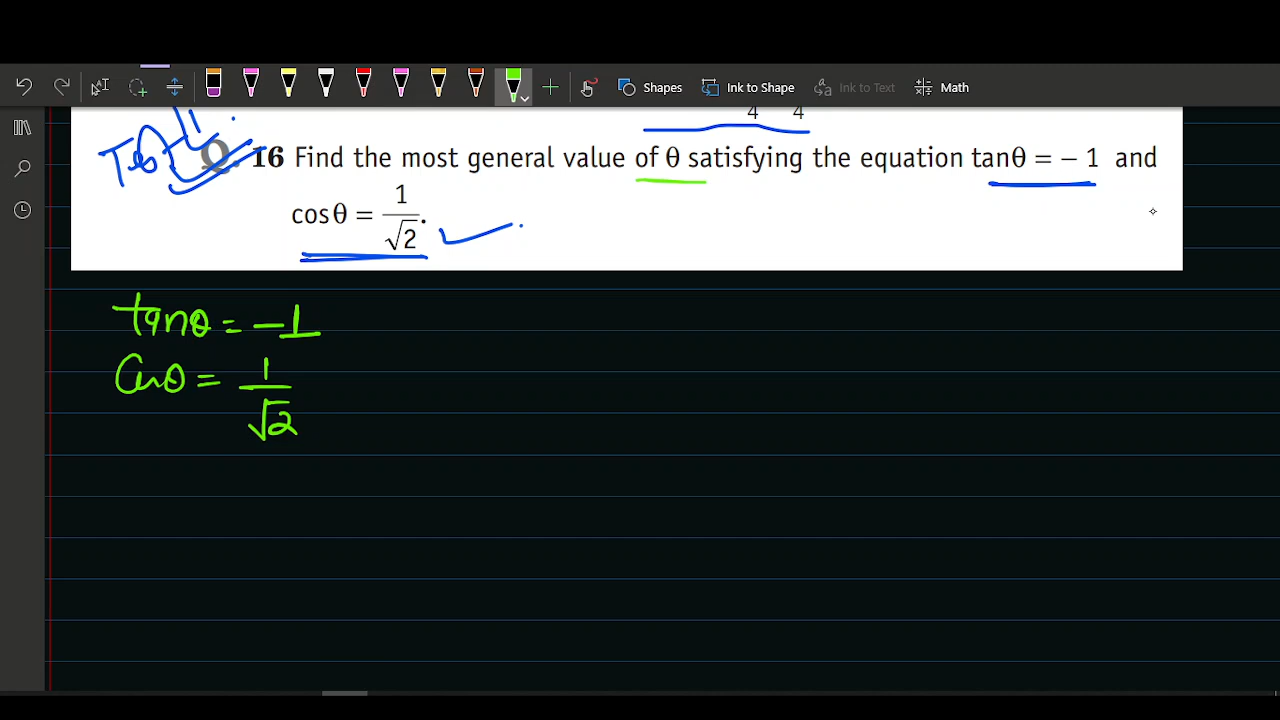 Shapes Ink to Shape Ink to Text Math
4 4
Q. 16 Find the most general value of θ satisfying the equation tanθ = – 1 and
cosθ = 1/√2.
tanθ = –1
Cosθ = 1/√2